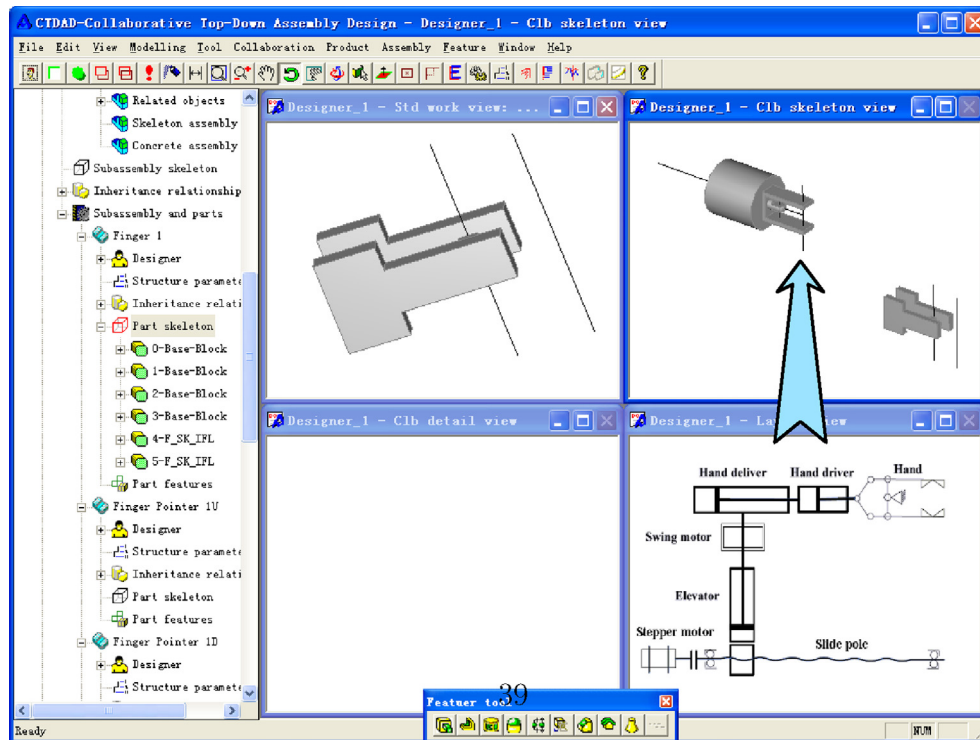 CTDAD-Collaborative Top-Down Assembly Design - Designer_1 - Clb skeleton view
File Edit View Modelling Tool Collaboration Product Assembly Feature Window Help
Related objects
Skeleton assembly
Concrete assembly
Subassembly skeleton
Inheritance relationship
Subassembly and parts
Finger 1
Designer
Structure paramete
Inheritance relati
Part skeleton
0-Base-Block
1-Base-Block
2-Base-Block
3-Base-Block
4-F_SK_IFL
5-F_SK_IFL
Part features
Finger Pointer 1U
Designer
Structure paramete
Inheritance relati
Part skeleton
Part features
Finger Pointer 1D
Designer
Structure paramete
Designer_1 - Std work view: ...
Designer_1 - Clb skeleton view
Designer_1 - Clb detail view
Designer_1 - La view
Hand deliver
Hand driver
Hand
Swing motor
Elevator
Stepper motor
Slide pole
Featuer tool
39
Ready
NUM